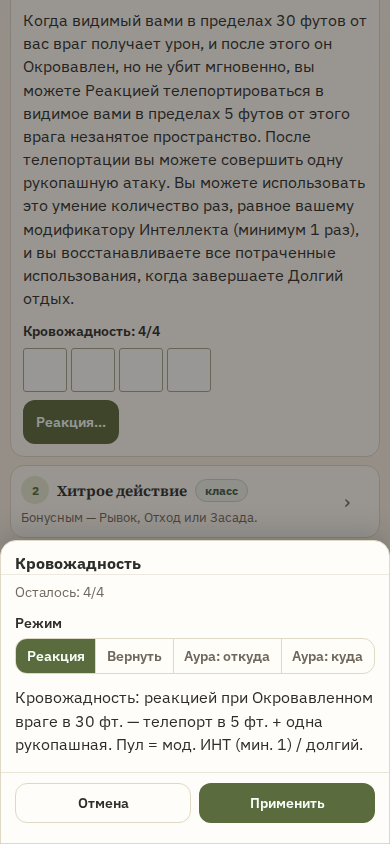 Когда видимый вами в пределах 30 футов от
вас враг получает урон, и после этого он
Окровавлен, но не убит мгновенно, вы
можете Реакцией телепортироваться в
видимое вами в пределах 5 футов от этого
врага незанятое пространство. После
телепортации вы можете совершить одну
рукопашную атаку. Вы можете использовать
это умение количество раз, равное вашему
модификатору Интеллекта (минимум 1 раз),
и вы восстанавливаете все потраченные
использования, когда завершаете Долгий
отдых.
Кровожадность: 4/4
Реакция...
2 Хитрое действие класс ›
Бонусным — Рывок, Отход или Засада.
Кровожадность
Осталось: 4/4
Режим
Реакция Вернуть Аура: откуда Аура: куда
Кровожадность: реакцией при Окровавленном
враге в 30 фт. — телепорт в 5 фт. + одна
рукопашная. Пул = мод. ИНТ (мин. 1) / долгий.
Отмена Применить